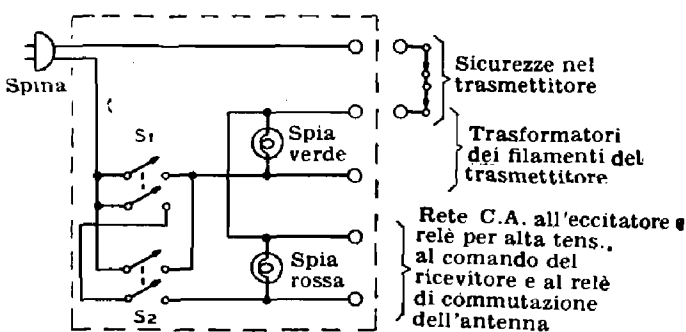 Spina
S1
Spia
verde
Spia
rossa
S2
Sicurezze nel
trasmettitore
Trasformatori
dei filamenti del
trasmettitore
Rete C.A. all'eccitatore e
relè per alta tens.,
al comando del
ricevitore e al relè
di commutazione
dell'antenna